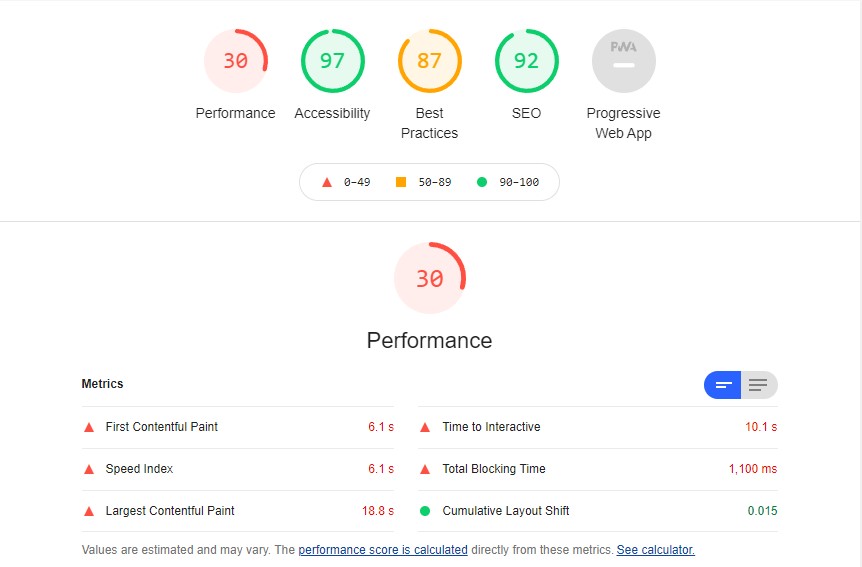 30 97 87 92 PWA
Performance Accessibility Best Practices SEO Progressive Web App
0–49 50–89 90–100
30
Performance
Metrics
First Contentful Paint 6.1 s
Time to Interactive 10.1 s
Speed Index 6.1 s
Total Blocking Time 1,100 ms
Largest Contentful Paint 18.8 s
Cumulative Layout Shift 0.015
Values are estimated and may vary. The performance score is calculated directly from these metrics. See calculator.